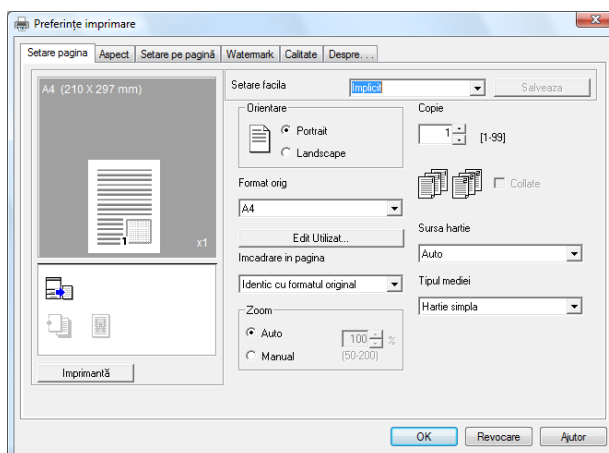 Preferințe imprimare
Setare pagina Aspect Setare pe pagină Watermark Calitate Despre. . .
A4 (210 X 297 mm)
1
x1
Imprimantă
Setare facila Implicit Salveaza
Orientare
Portrait
Landscape
Format orig
A4
Edit Utilizat...
Imcadrare in pagina
Identic cu formatul original
Zoom
Auto 100 %
Manual (50-200)
Copie
1 [1-99]
Collate
Sursa hartie
Auto
Tipul mediei
Hartie simpla
OK Revocare Ajutor